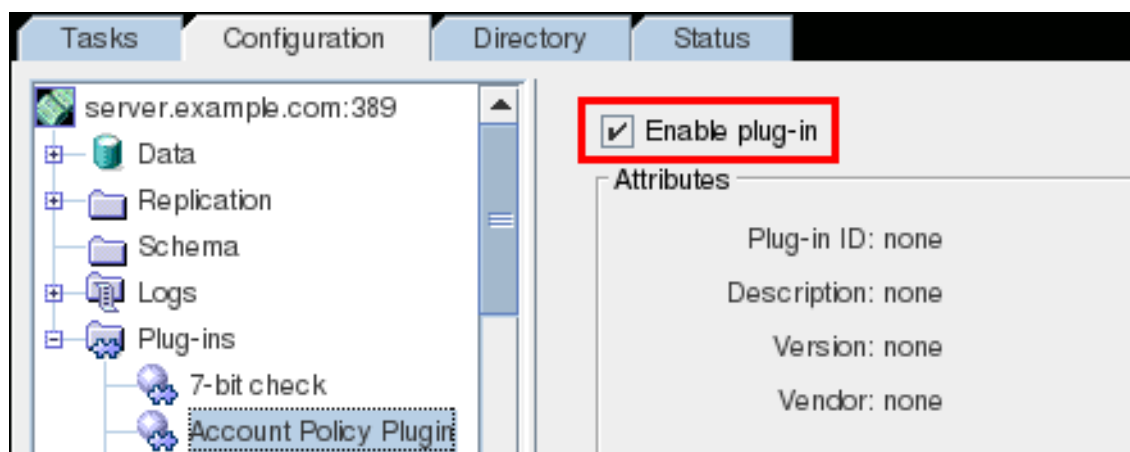 Tasks
Configuration
Directory
Status
server.example.com:389
Data
Replication
Schema
Logs
Plug-ins
7-bit check
Account Policy Plugin
Enable plug-in
Attributes
Plug-in ID: none
Description: none
Version: none
Vendor: none